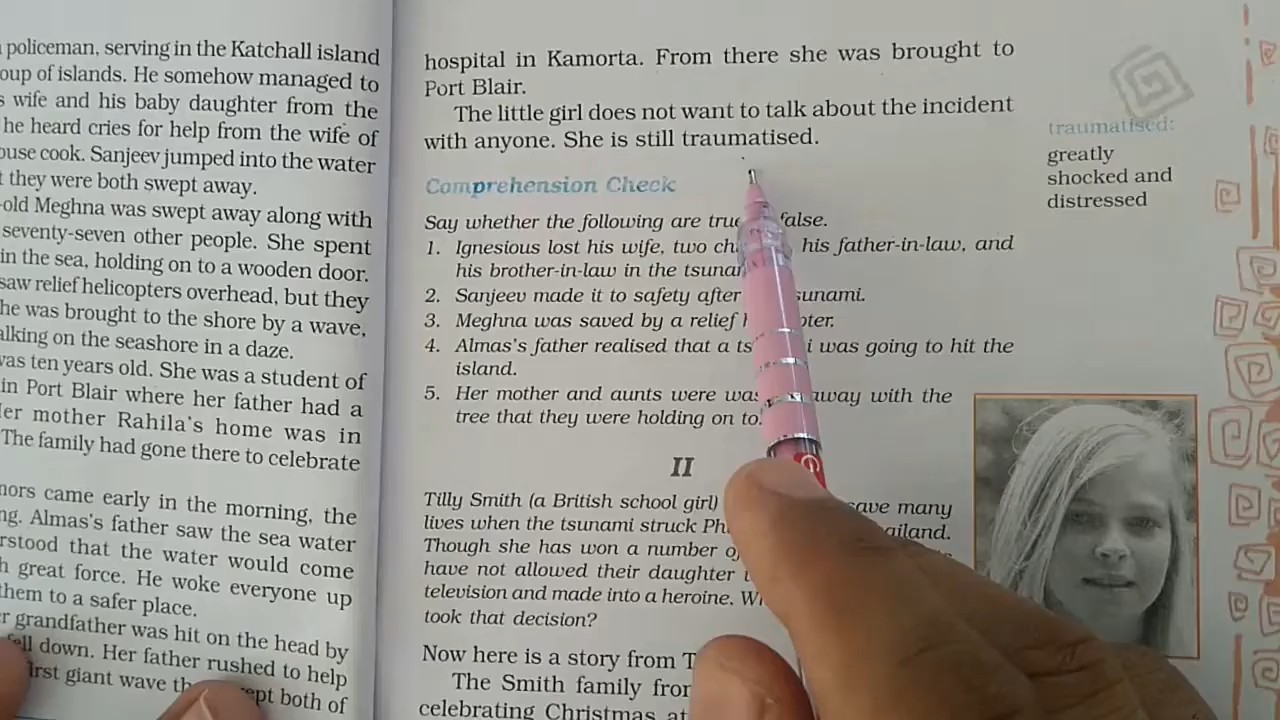 policeman, serving in the Katchall island
oup of islands. He somehow managed to
s wife and his baby daughter from the
he heard cries for help from the wife of
ouse cook. Sanjeev jumped into the water
t they were both swept away.
-old Meghna was swept away along with
seventy-seven other people. She spent
in the sea, holding on to a wooden door.
saw relief helicopters overhead, but they
he was brought to the shore by a wave,
alking on the seashore in a daze.
was ten years old. She was a student of
in Port Blair where her father had a
er mother Rahila's home was in
The family had gone there to celebrate
mors came early in the morning, the
ng. Almas's father saw the sea water
rstood that the water would come
h great force. He woke everyone up
them to a safer place.
r grandfather was hit on the head by
fell down. Her father rushed to help
irst giant wave th ept both of
hospital in Kamorta. From there she was brought to
Port Blair.
The little girl does not want to talk about the incident
with anyone. She is still traumatised.
traumatised:
greatly
shocked and
distressed
Comprehension Check
Say whether the following are true false.
1. Ignesious lost his wife, two ch his father-in-law, and
his brother-in-law in the tsunam
2. Sanjeev made it to safety after sunami.
3. Meghna was saved by a relief h pter.
4. Almas's father realised that a ts i was going to hit the
island.
5. Her mother and aunts were was away with the
tree that they were holding on to.
II
Tilly Smith (a British school girl) save many
lives when the tsunami struck Ph ailand.
Though she has won a number o
have not allowed their daughter
television and made into a heroine. W
took that decision?
Now here is a story from T
The Smith family from
celebrating Christmas at